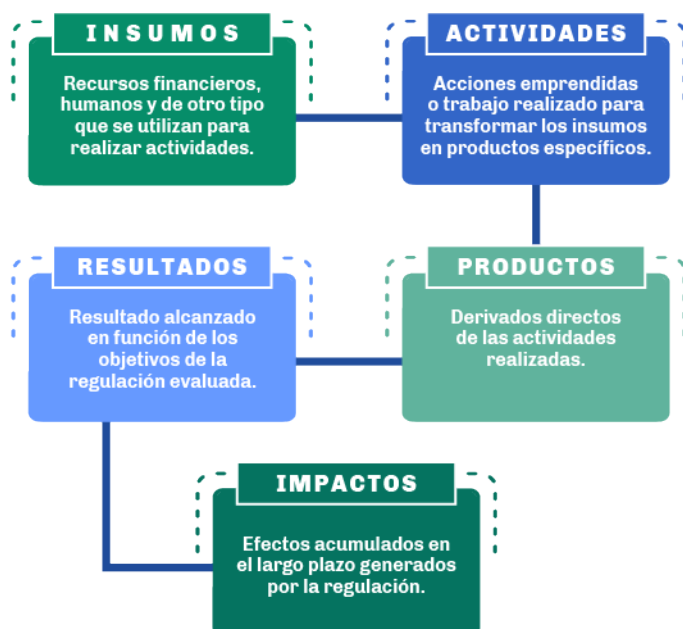 INSUMOS
Recursos financieros,
humanos y de otro tipo
que se utilizan para
realizar actividades.
ACTIVIDADES
Acciones emprendidas
o trabajo realizado para
transformar los insumos
en productos específicos.
RESULTADOS
Resultado alcanzado
en función de los
objetivos de la
regulación evaluada.
PRODUCTOS
Derivados directos
de las actividades
realizadas.
IMPACTOS
Efectos acumulados en
el largo plazo generados
por la regulación.